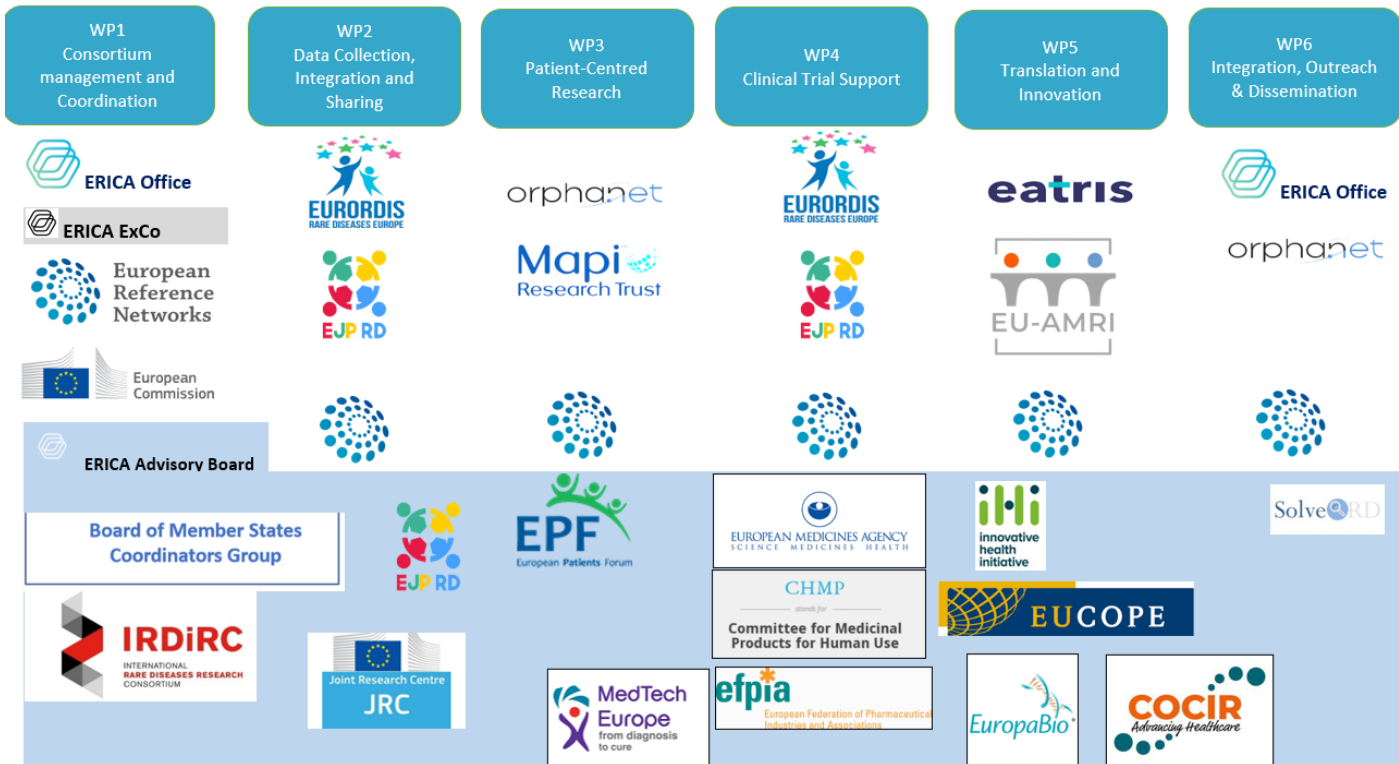 WP1
Consortium
management and
Coordination
WP2
Data Collection,
Integration and
Sharing
WP3
Patient-Centred
Research
WP4
Clinical Trial Support
WP5
Translation and
Innovation
WP6
Integration, Outreach
& Dissemination
ERICA Office
ERICA ExCo
European
Reference
Networks
European
Commission
EURORDIS
RARE DISEASES EUROPE
EJP RD
orphanet
Mapi
Research Trust
EURORDIS
RARE DISEASES EUROPE
EJP RD
eatris
EU-AMRI
ERICA Office
orphanet
ERICA Advisory Board
Board of Member States
Coordinators Group
IRDiRC
INTERNATIONAL
RARE DISEASES RESEARCH
CONSORTIUM
EJP RD
Joint Research Centre
JRC
EPF
European Patients Forum
MedTech
Europe
from diagnosis
to cure
EUROPEAN MEDICINES AGENCY
SCIENCE MEDICINES HEALTH
CHMP
stands for
Committee for Medicinal
Products for Human Use
efpia
European Federation of Pharmaceutical
Industries and Associations
iHi
innovative
health
initiative
EUCOPE
EuropaBio
COCIR
Advancing Healthcare
Solve RD